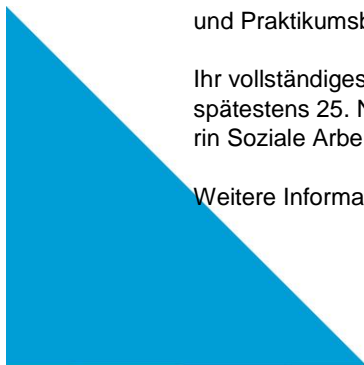 und Praktikumsb
Ihr vollständiges
spätestens 25. N
rin Soziale Arbe
Weitere Informa